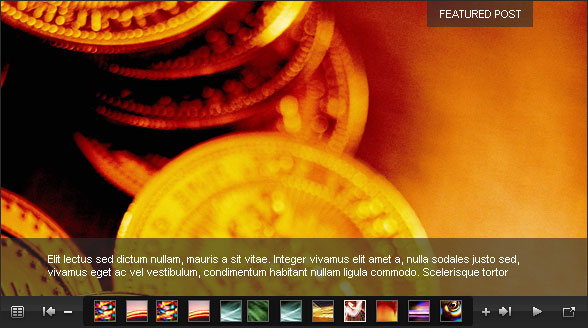 FEATURED POST
Elit lectus sed dictum nullam, mauris a sit vitae. Integer vivamus elit amet a, nulla sodales justo sed,
vivamus eget ac vel vestibulum, condimentum habitant nullam ligula commodo. Scelerisque tortor